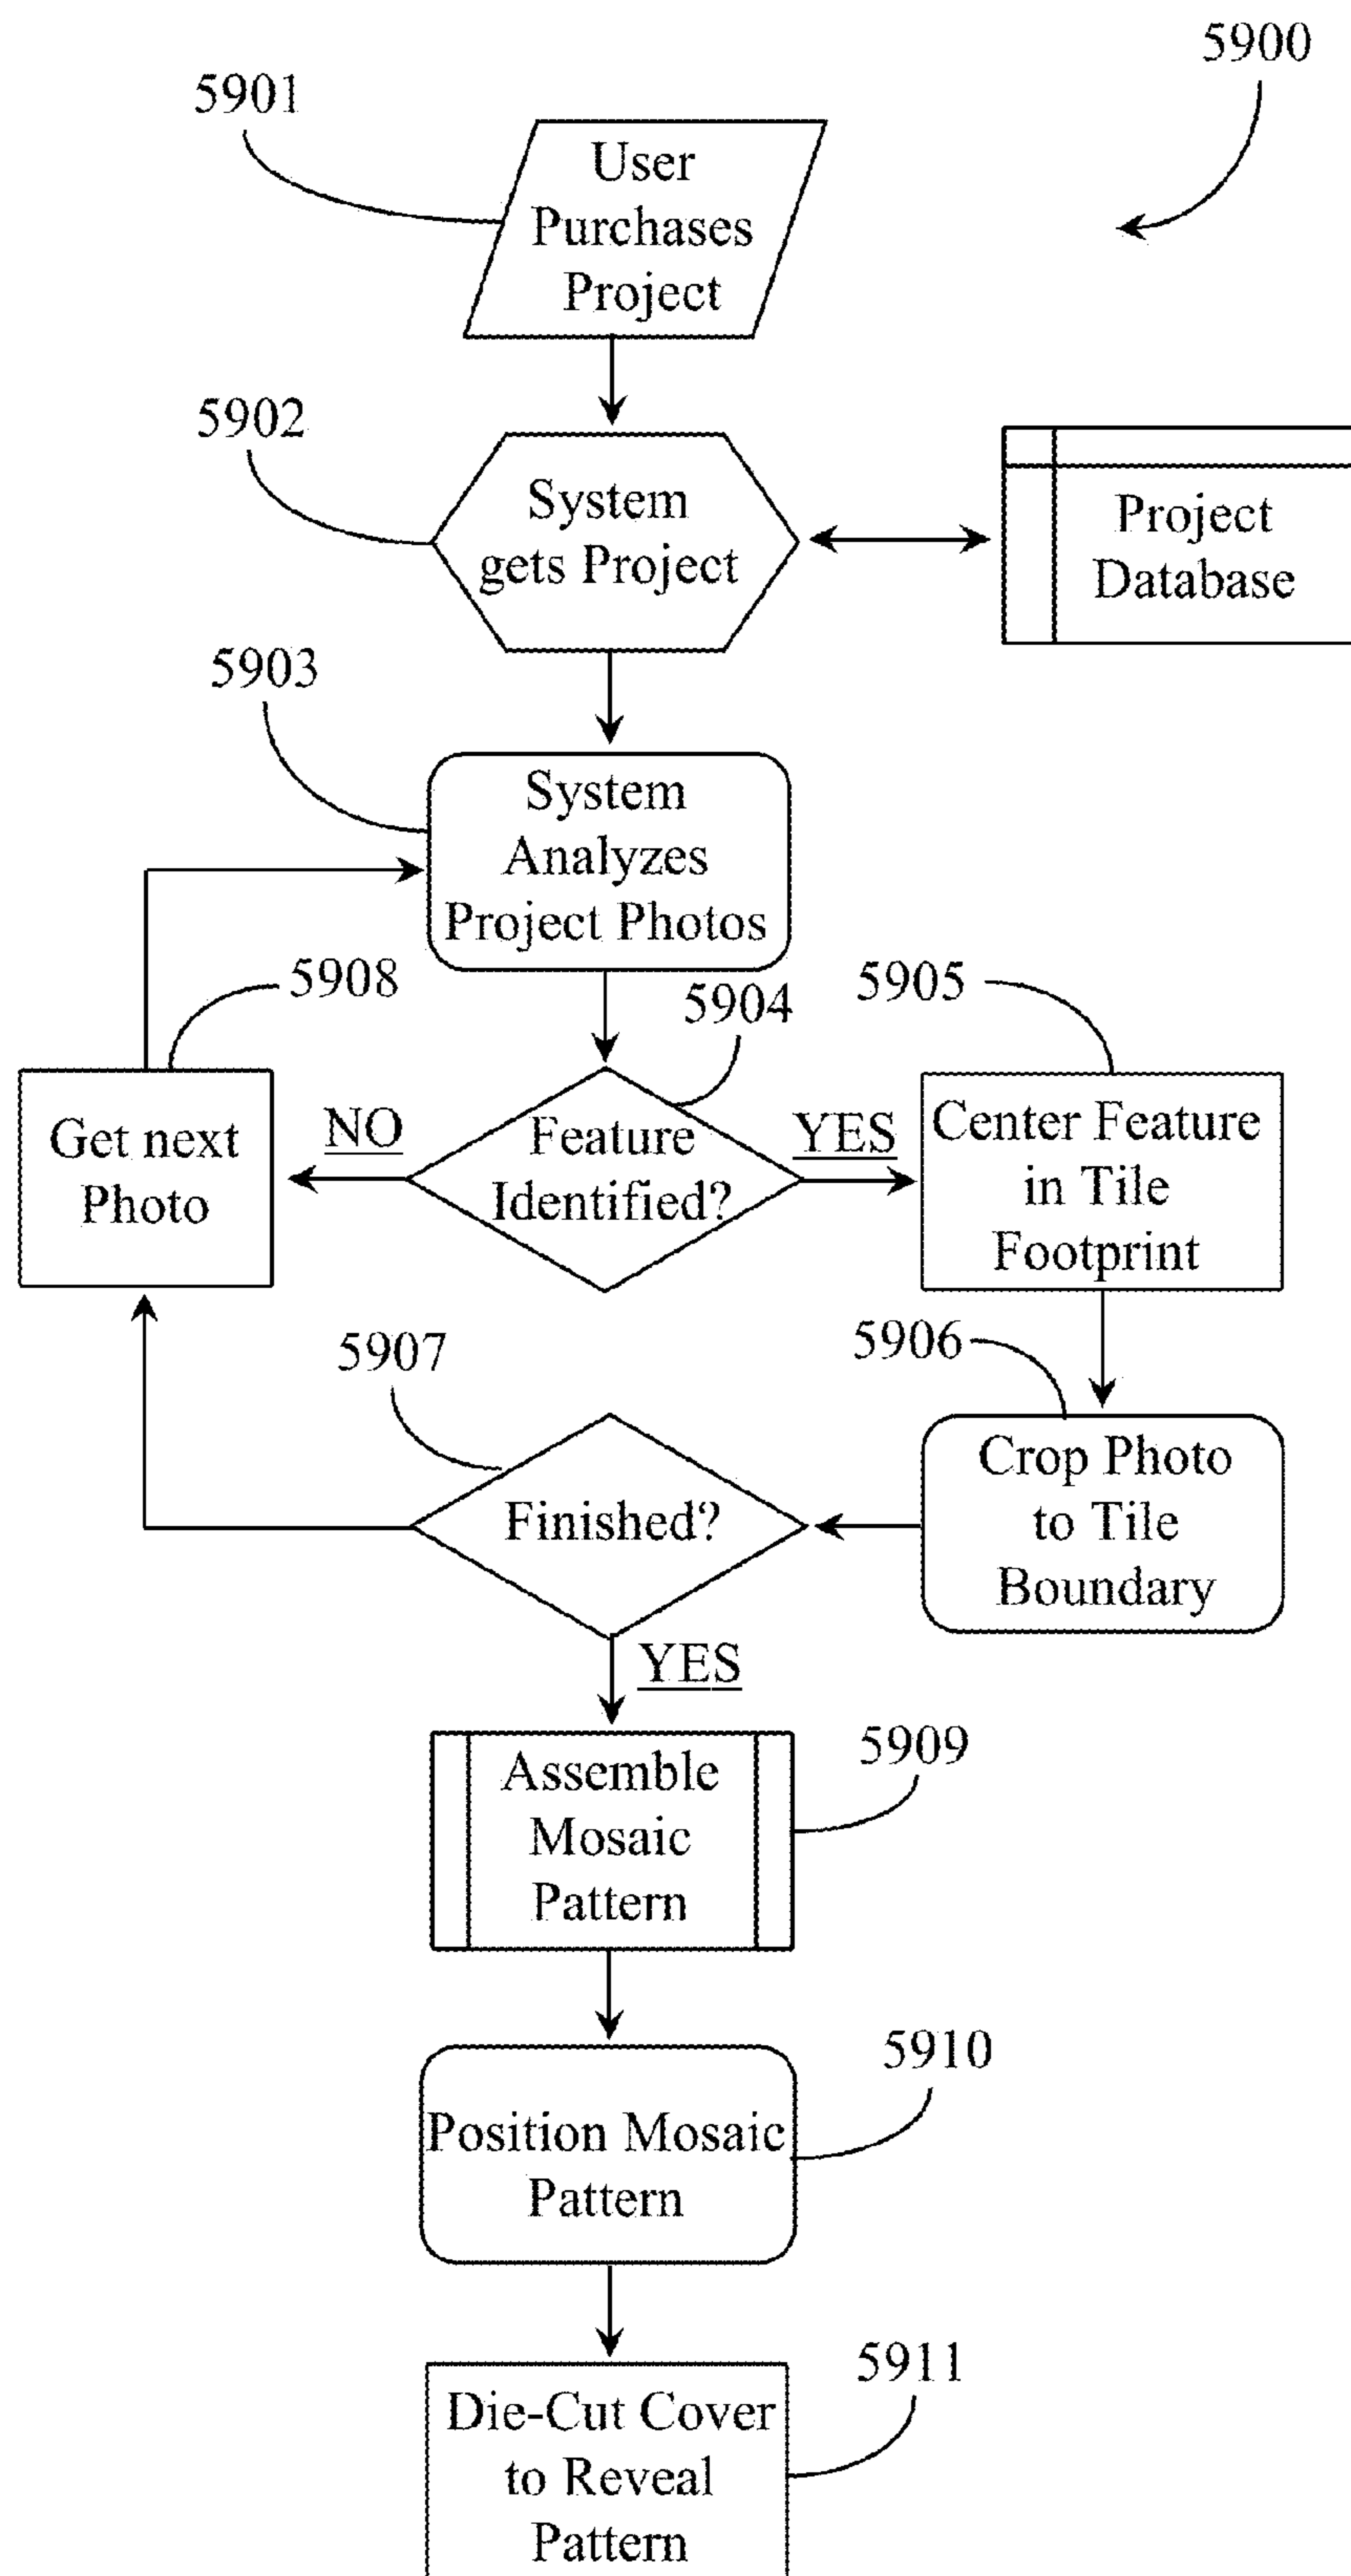 5900
5901
User
Purchases
Project
5902
System
gets Project
Project
Database
5903
System
Analyzes
Project Photos
5908
5904
5905
Get next
Photo
NO
Feature
Identified?
YES
Center Feature
in Tile
Footprint
5907
5906
Finished?
Crop Photo
to Tile
Boundary
YES
Assemble
Mosaic
Pattern
5909
Position Mosaic
Pattern
5910
Die-Cut Cover
to Reveal
Pattern
5911